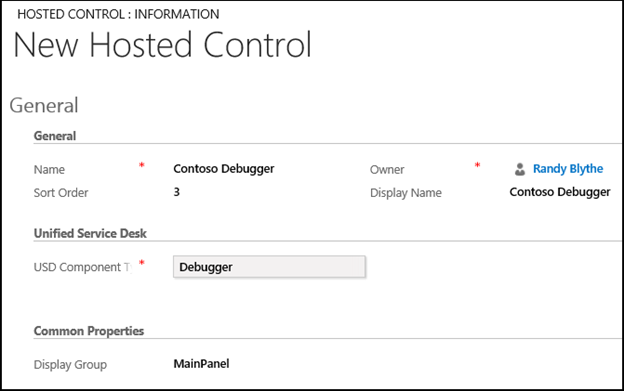 HOSTED CONTROL : INFORMATION
New Hosted Control
General
General
Name * Contoso Debugger Owner * Randy Blythe
Sort Order 3 Display Name Contoso Debugger
Unified Service Desk
USD Component T * Debugger
Common Properties
Display Group MainPanel